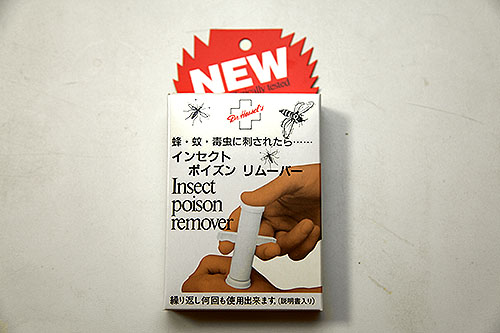 NEW
tested
Dr. Hessel's
蜂・蚊・毒虫に刺されたら……
インセクト
ポイズン リムーバー
Insect
poison
remover
繰り返し何回も使用出来ます。(説明書入り)